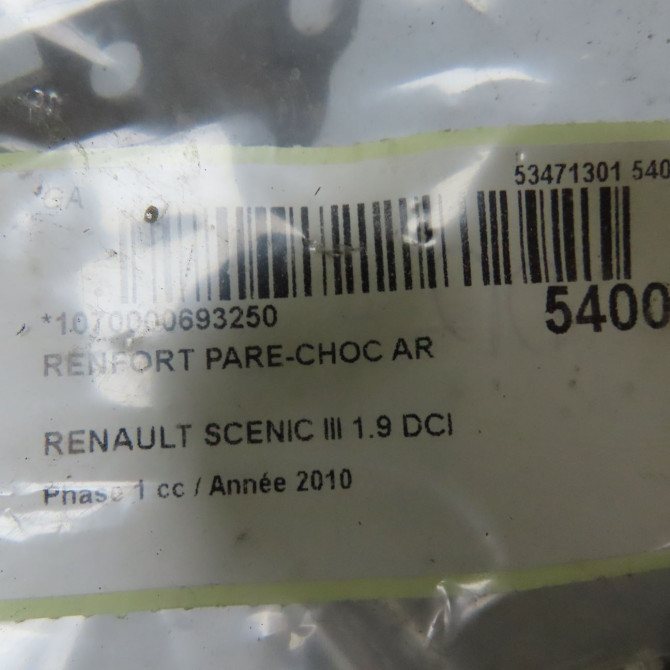 GA
53471301 540
*1070000693250
5400
RENFORT PARE-CHOC AR
RENAULT SCENIC III 1.9 DCI
Phase 1 cc / Année 2010